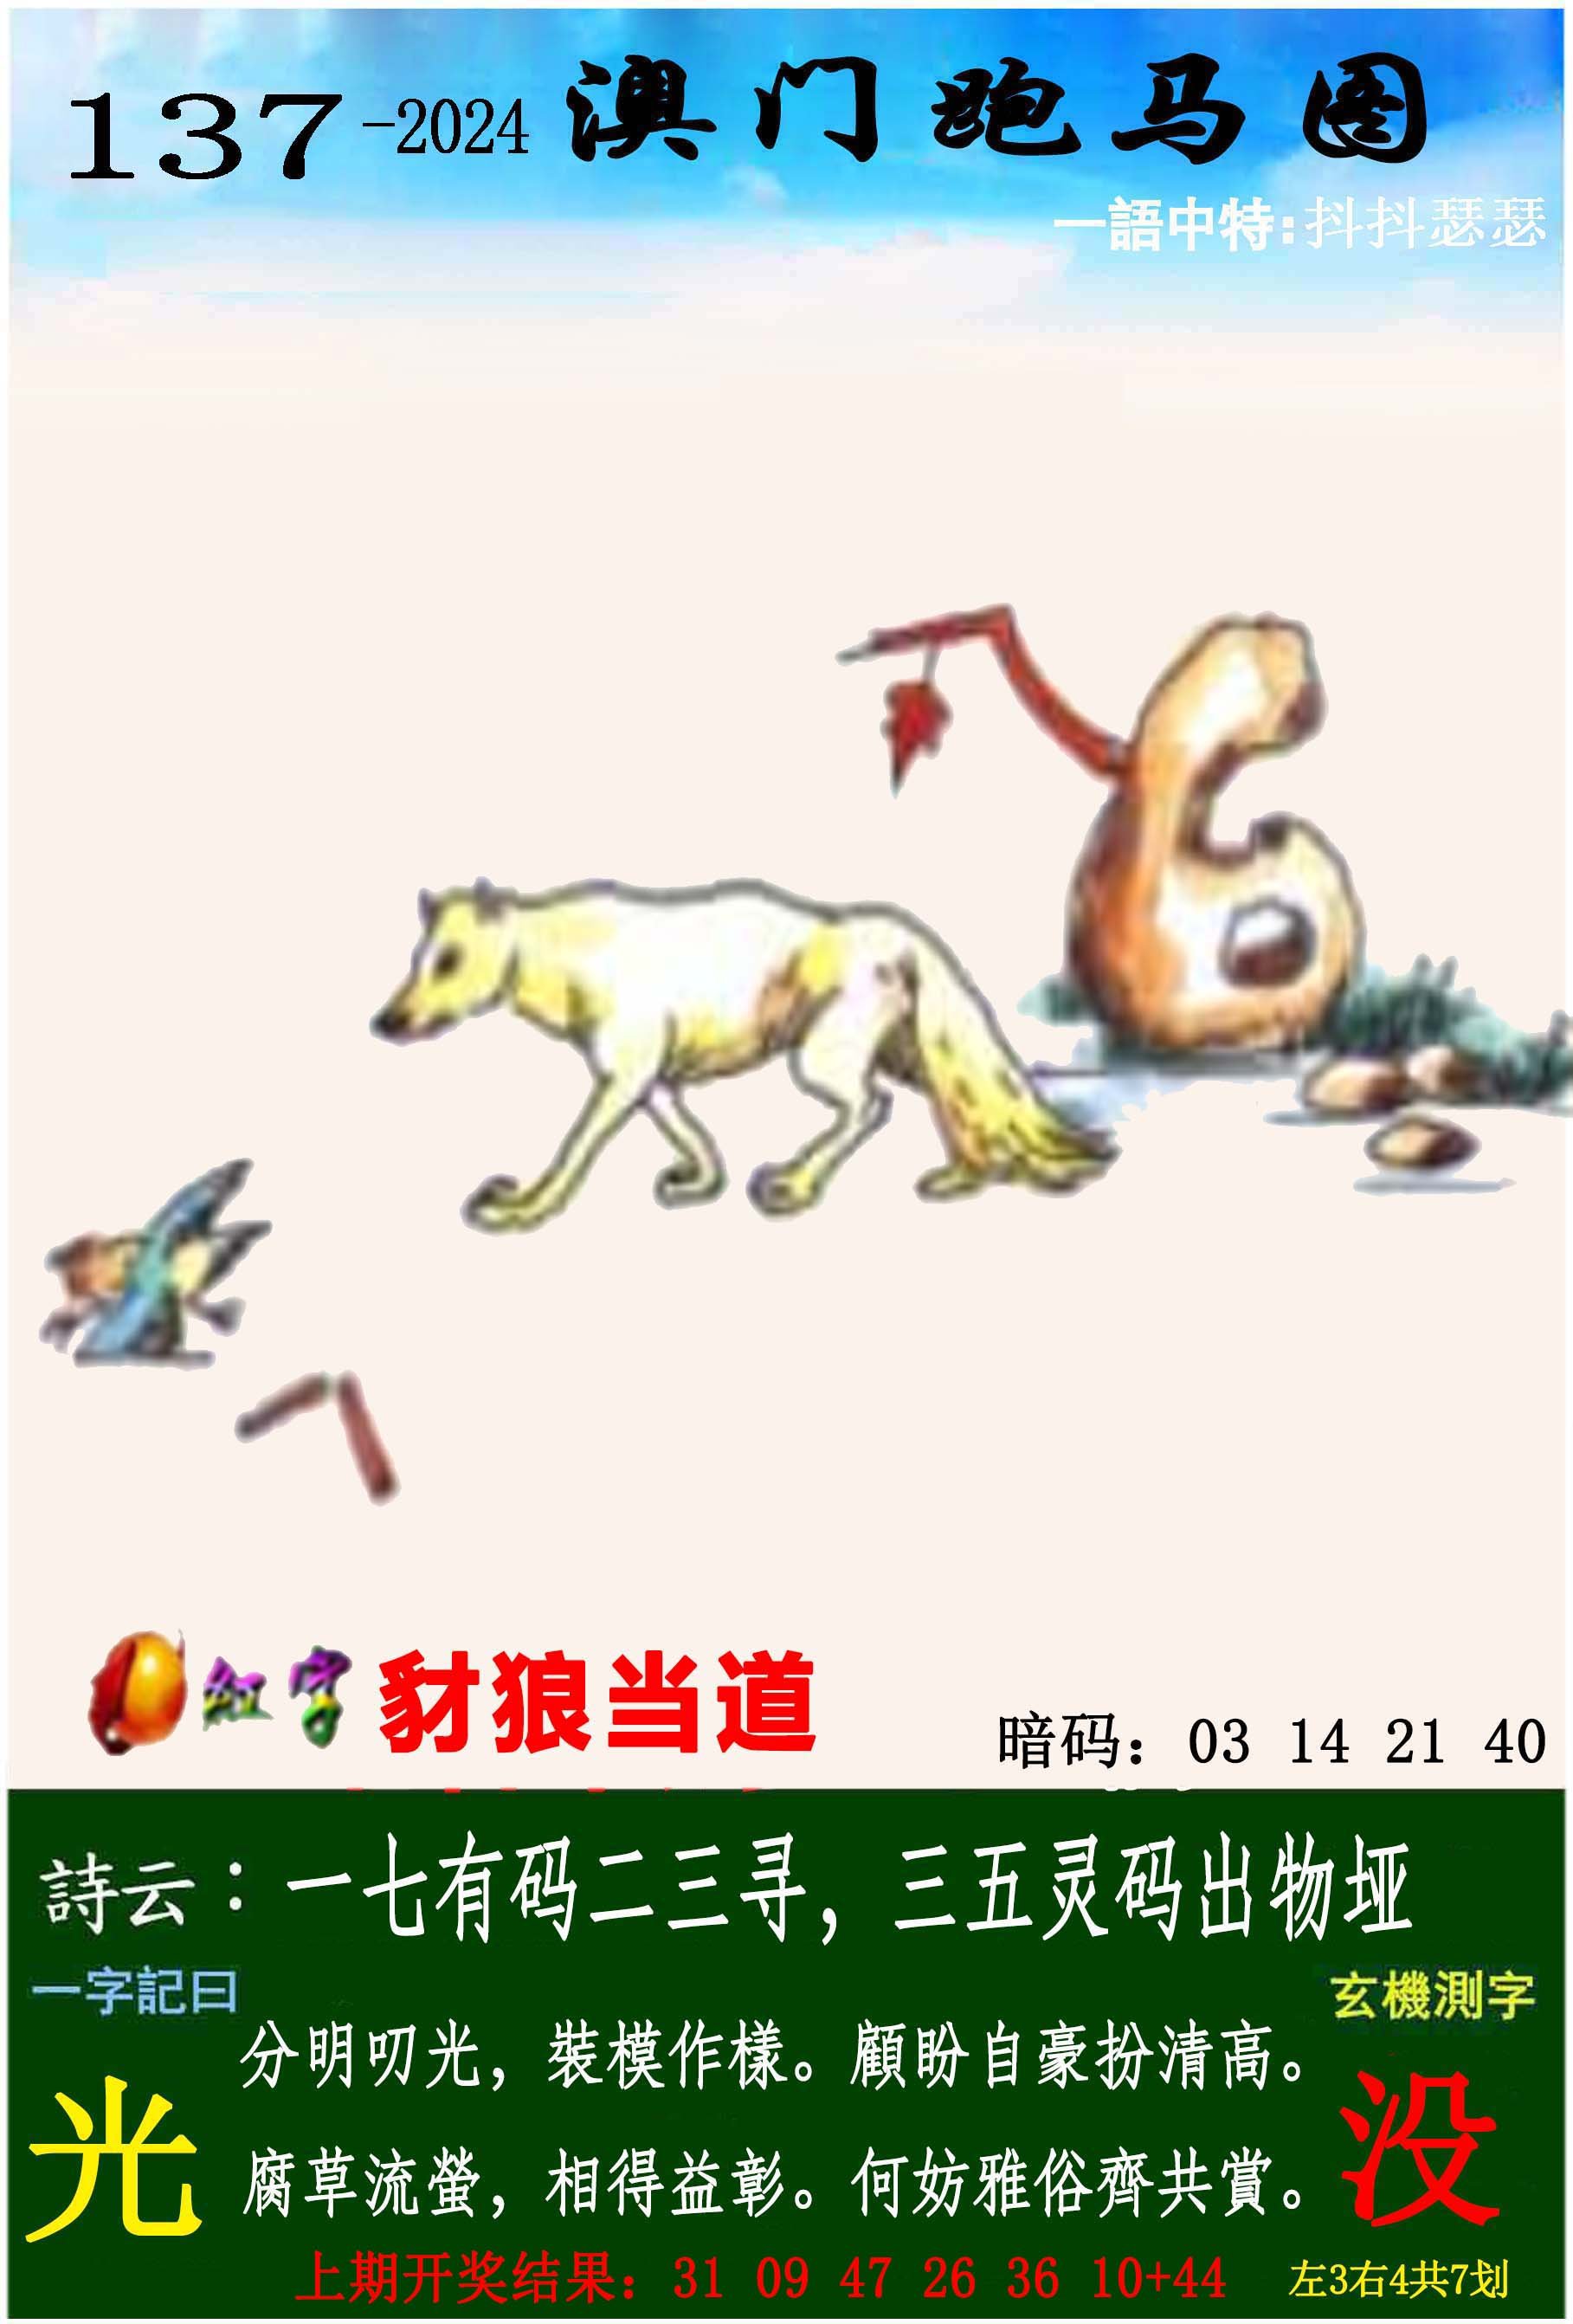 137-2024 澳门跑马图
一語中特:抖抖瑟瑟
红字 豺狼当道
暗码：03 14 21 40
詩云：一七有码二三寻，三五灵码出物垭
一字記曰
玄機測字
分明叨光，裝模作樣。顧盼自豪扮清高。
光
没
腐草流螢，相得益彰。何妨雅俗齊共賞。
上期开奖结果：31 09 47 26 36 10+44
左3右4共7划